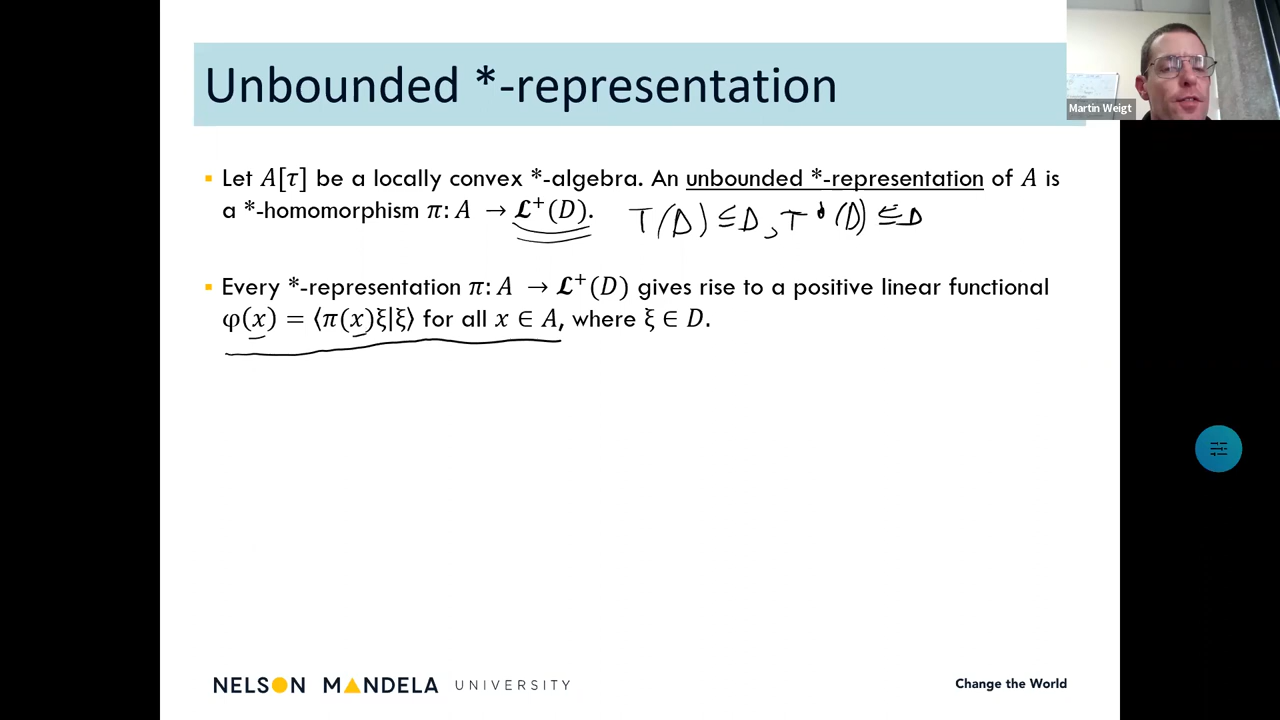 Unbounded *-representation
Martin Weigt
▪ Let A[τ] be a locally convex *-algebra. An unbounded *-representation of A is
a *-homomorphism π: A → 𝓛⁺(D). T(D) ⊆ D, T*(D) ⊆ D
▪ Every *-representation π: A → 𝓛⁺(D) gives rise to a positive linear functional
φ(x) = ⟨π(x)ξ|ξ⟩ for all x ∈ A, where ξ ∈ D.
NELSON MANDELA UNIVERSITY
Change the World